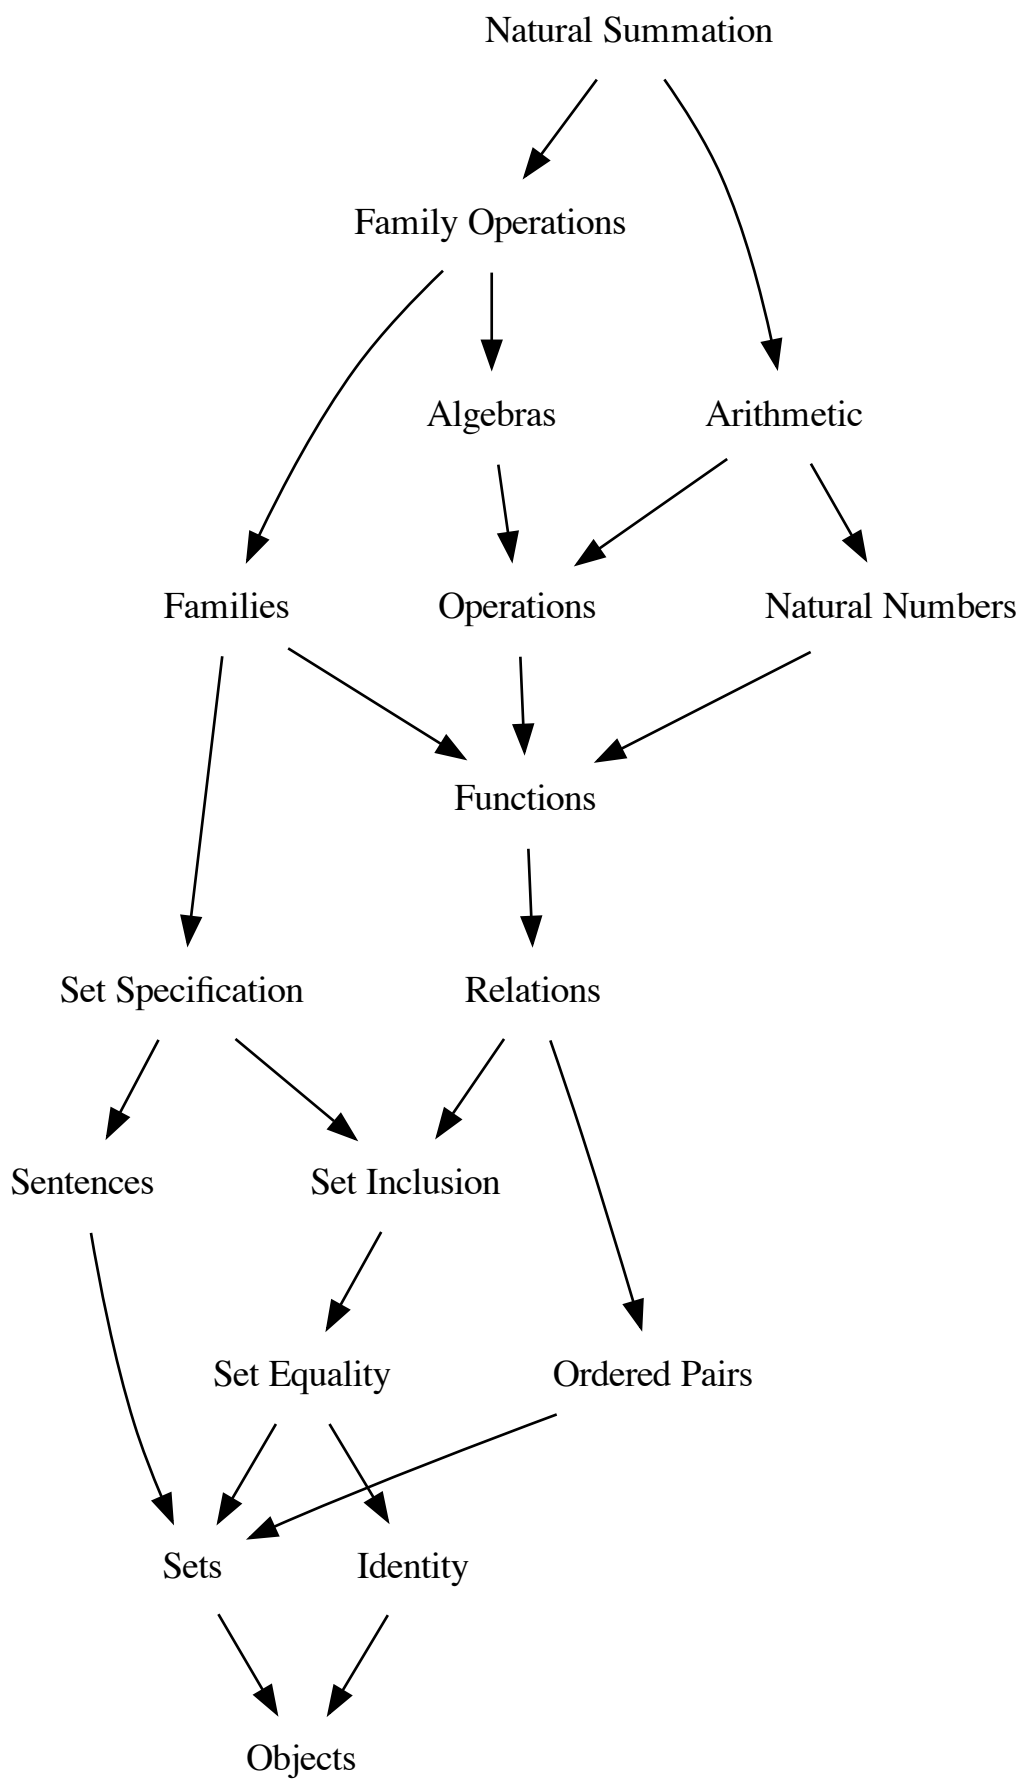 Natural Summation
Family Operations
Algebras
Arithmetic
Families
Operations
Natural Numbers
Functions
Set Specification
Relations
Sentences
Set Inclusion
Set Equality
Ordered Pairs
Sets
Identity
Objects